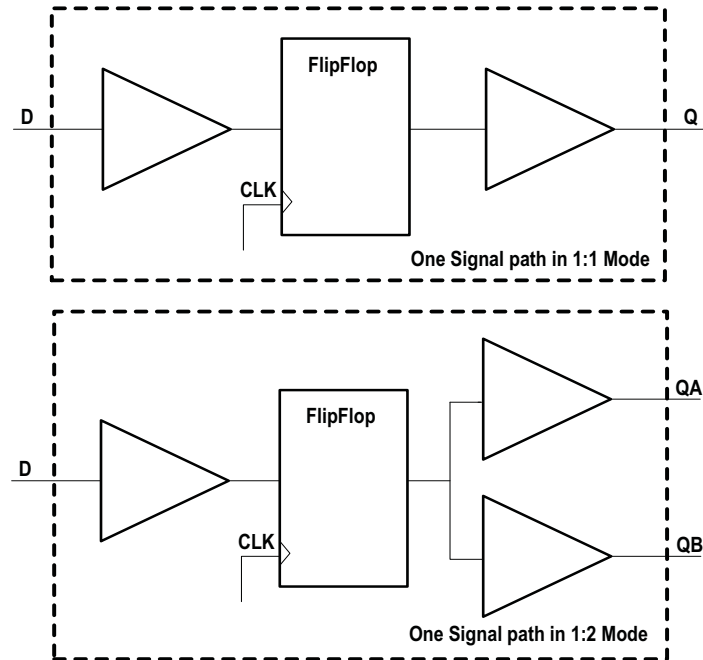 FlipFlop
D
Q
CLK
One Signal path in 1:1 Mode
QA
FlipFlop
D
CLK
QB
One Signal path in 1:2 Mode